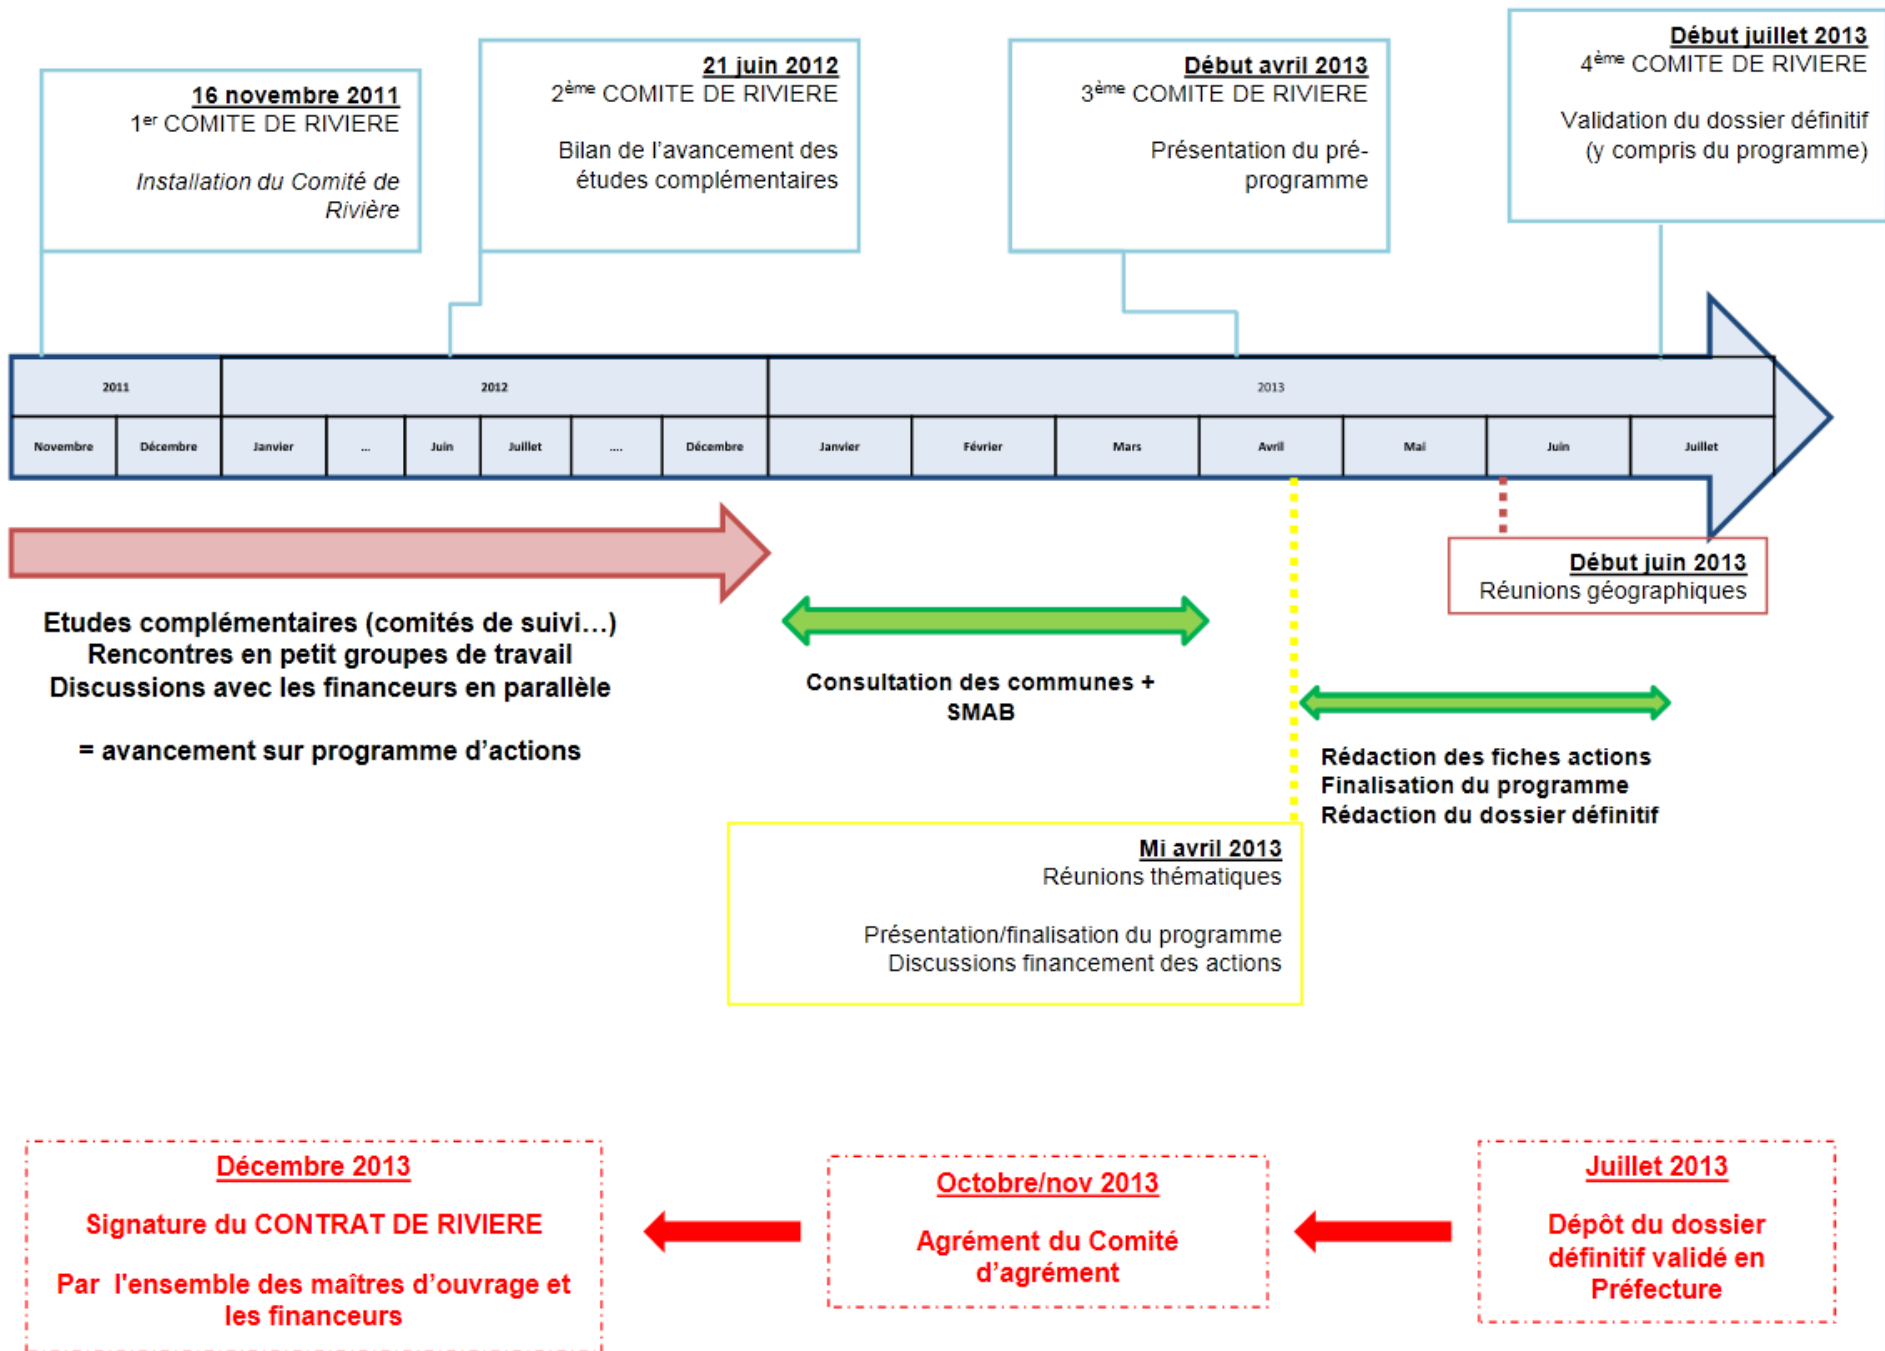 16 novembre 2011
1er COMITE DE RIVIERE
Installation du Comité de
Rivière
21 juin 2012
2ème COMITE DE RIVIERE
Bilan de l'avancement des
études complémentaires
Début avril 2013
3ème COMITE DE RIVIERE
Présentation du pré-
programme
Début juillet 2013
4ème COMITE DE RIVIERE
Validation du dossier définitif
(y compris du programme)
2011 2012 2013
Novembre Décembre Janvier ... Juin Juillet .... Décembre Janvier Février Mars Avril Mai Juin Juillet
Etudes complémentaires (comités de suivi…)
Rencontres en petit groupes de travail
Discussions avec les financeurs en parallèle
= avancement sur programme d'actions
Consultation des communes +
SMAB
Début juin 2013
Réunions géographiques
Rédaction des fiches actions
Finalisation du programme
Rédaction du dossier définitif
Mi avril 2013
Réunions thématiques
Présentation/finalisation du programme
Discussions financement des actions
Décembre 2013
Signature du CONTRAT DE RIVIERE
Par l'ensemble des maîtres d'ouvrage et
les financeurs
Octobre/nov 2013
Agrément du Comité
d'agrément
Juillet 2013
Dépôt du dossier
définitif validé en
Préfecture